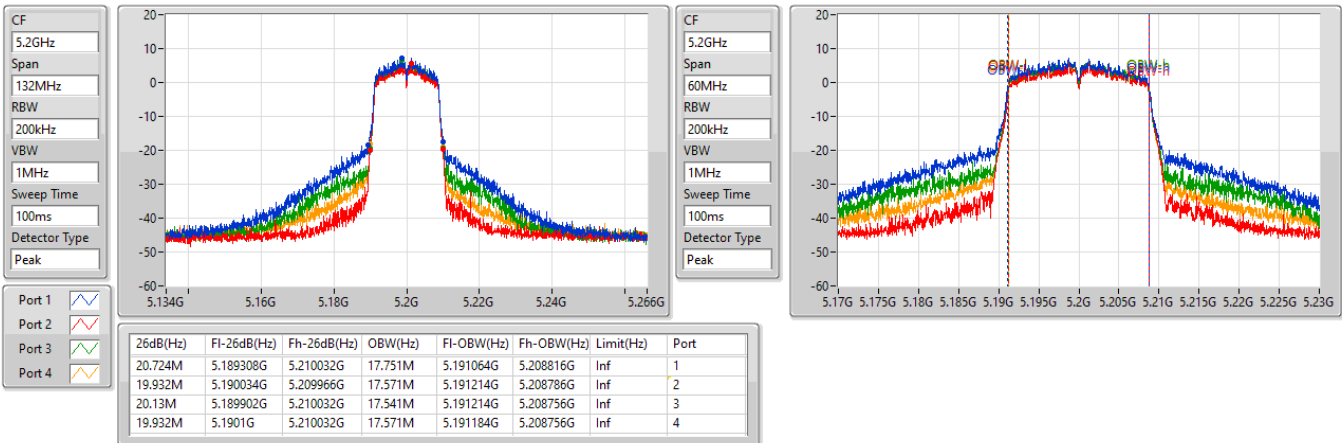 CF
5.2GHz
Span
132MHz
RBW
200kHz
VBW
1MHz
Sweep Time
100ms
Detector Type
Peak
20
10
0
-10
-20
-30
-40
-50
-60
5.134G 5.16G 5.18G 5.2G 5.22G 5.24G 5.266G
CF
5.2GHz
Span
60MHz
RBW
200kHz
VBW
1MHz
Sweep Time
100ms
Detector Type
Peak
20
10
0
-10
-20
-30
-40
-50
-60
OBW-l OBW-h
5.17G 5.175G 5.18G 5.185G 5.19G 5.195G 5.2G 5.205G 5.21G 5.215G 5.22G 5.225G 5.23G
Port 1
Port 2
Port 3
Port 4
26dB(Hz) Fl-26dB(Hz) Fh-26dB(Hz) OBW(Hz) Fl-OBW(Hz) Fh-OBW(Hz) Limit(Hz) Port
20.724M 5.189308G 5.210032G 17.751M 5.191064G 5.208816G Inf 1
19.932M 5.190034G 5.209966G 17.571M 5.191214G 5.208786G Inf 2
20.13M 5.189902G 5.210032G 17.541M 5.191214G 5.208756G Inf 3
19.932M 5.1901G 5.210032G 17.571M 5.191184G 5.208756G Inf 4